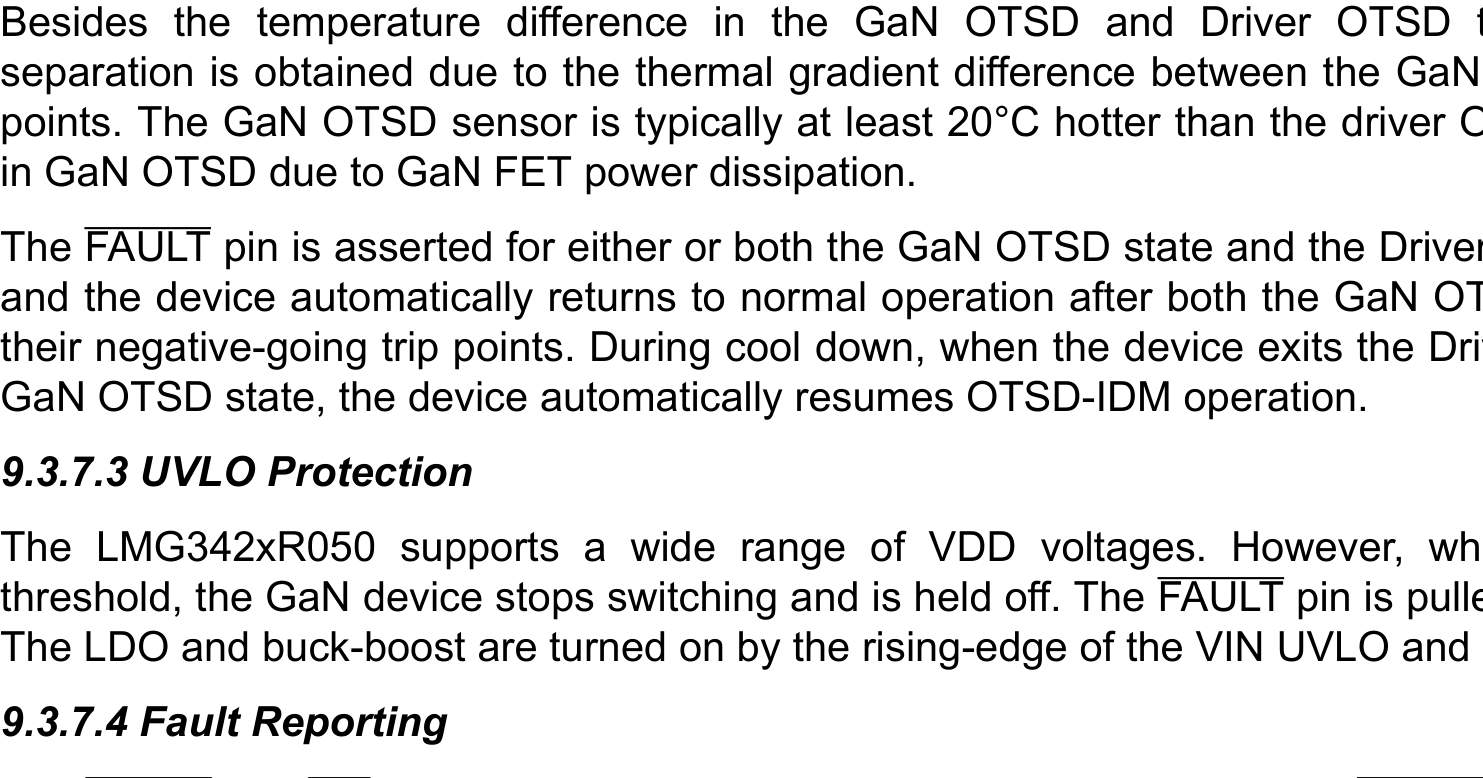 Besides the temperature difference in the GaN OTSD and Driver OTSD
separation is obtained due to the thermal gradient difference between the GaN
points. The GaN OTSD sensor is typically at least 20°C hotter than the driver
in GaN OTSD due to GaN FET power dissipation.
The FAULT pin is asserted for either or both the GaN OTSD state and the Driver
and the device automatically returns to normal operation after both the GaN OT
their negative-going trip points. During cool down, when the device exits the Dri
GaN OTSD state, the device automatically resumes OTSD-IDM operation.
9.3.7.3 UVLO Protection
The LMG342xR050 supports a wide range of VDD voltages. However, wh
threshold, the GaN device stops switching and is held off. The FAULT pin is pulle
The LDO and buck-boost are turned on by the rising-edge of the VIN UVLO and
9.3.7.4 Fault Reporting